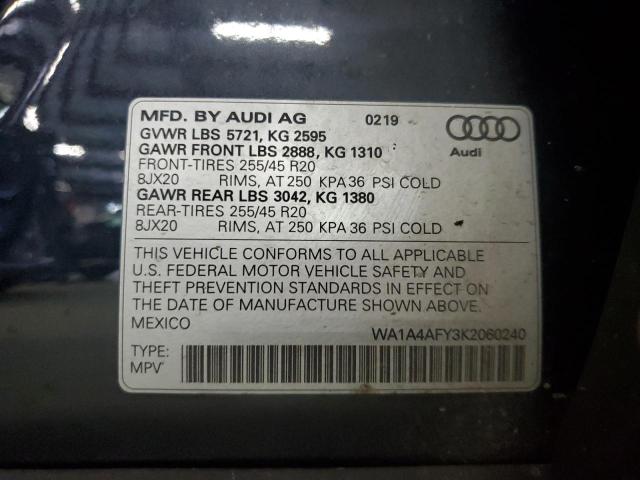 MFD. BY AUDI AG 0219
GVWR LBS 5721, KG 2595
GAWR FRONT LBS 2888, KG 1310
FRONT-TIRES 255/45 R20
8JX20 RIMS, AT 250 KPA 36 PSI COLD
GAWR REAR LBS 3042, KG 1380
REAR-TIRES 255/45 R20
8JX20 RIMS, AT 250 KPA 36 PSI COLD
Audi
THIS VEHICLE CONFORMS TO ALL APPLICABLE
U.S. FEDERAL MOTOR VEHICLE SAFETY AND
THEFT PREVENTION STANDARDS IN EFFECT ON
THE DATE OF MANUFACTURE SHOWN ABOVE.
MEXICO
WA1A4AFY3K2060240
TYPE:
MPV